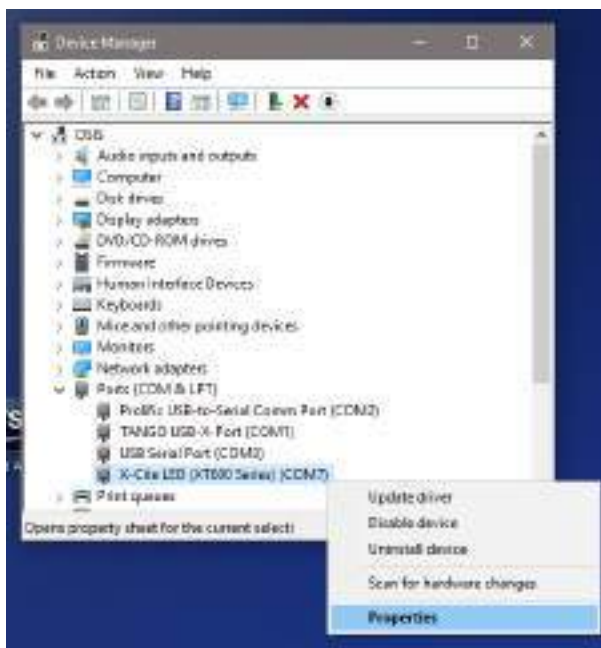 Device Manager
File Action View Help
Audio inputs and outputs
Computer
Disk drives
Display adapters
DVD/CD-ROM drives
Firmware
Human Interface Devices
Keyboards
Mice and other pointing devices
Monitors
Network adapters
Ports (COM & LPT)
Prolific USB-to-Serial Comm Port (COM2)
TANGO USB-X-Port (COM1)
USB Serial Port (COM3)
X-Cite LED (XT600 Series) (COM7)
Print queues
Opens property sheet for the current selecti
Update driver
Disable device
Uninstall device
Scan for hardware changes
Properties